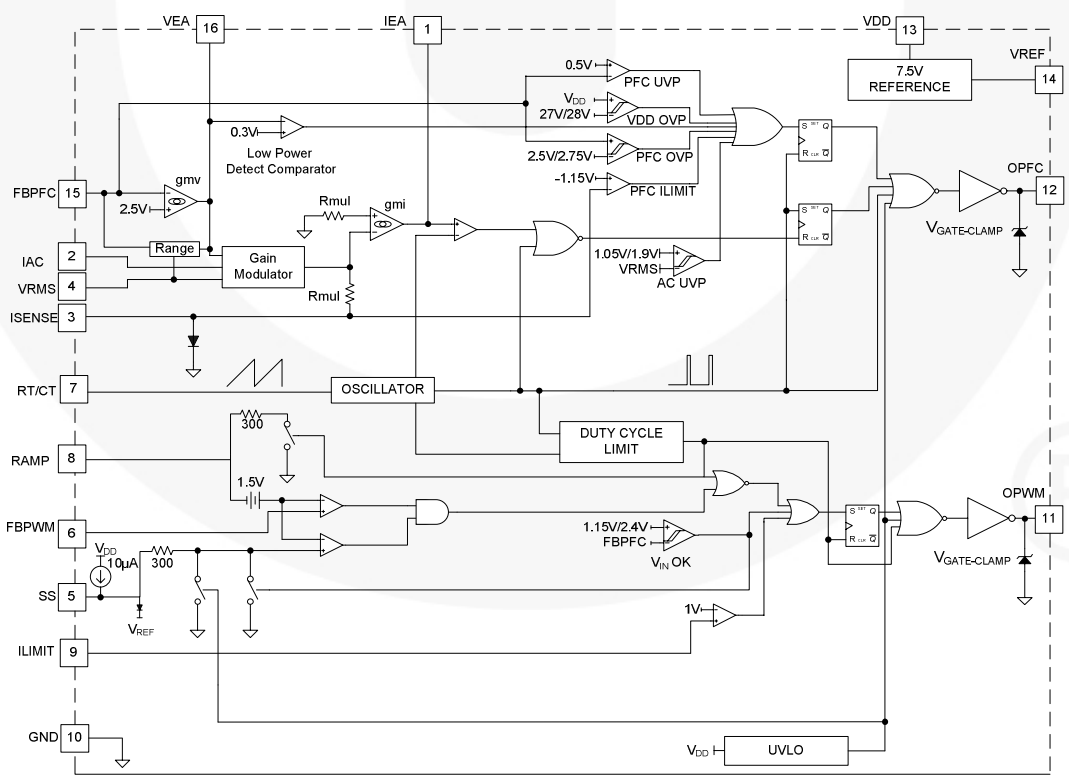 VEA
16
IEA
1
VDD
13
VREF
14
7.5V
REFERENCE
0.5V
PFC UVP
VDD
27V/28V
VDD OVP
0.3V
Low Power
Detect Comparator
2.5V/2.75V
PFC OVP
-1.15V
PFC ILIMIT
S SET Q
R CLR Q
OPFC
12
VGATE-CLAMP
FBPFC
15
gmv
2.5V
Rmul
gmi
S SET Q
R CLR Q
Range
IAC
2
Gain
Modulator
1.05V/1.9V
VRMS
AC UVP
VRMS
4
Rmul
ISENSE
3
RT/CT
7
OSCILLATOR
300
DUTY CYCLE
LIMIT
RAMP
8
1.5V
S SET Q
R CLR Q
OPWM
11
FBPWM
6
1.15V/2.4V
FBPFC
VIN OK
VGATE-CLAMP
VDD
10µA
300
SS
5
1V
VREF
ILIMIT
9
GND
10
VDD
UVLO